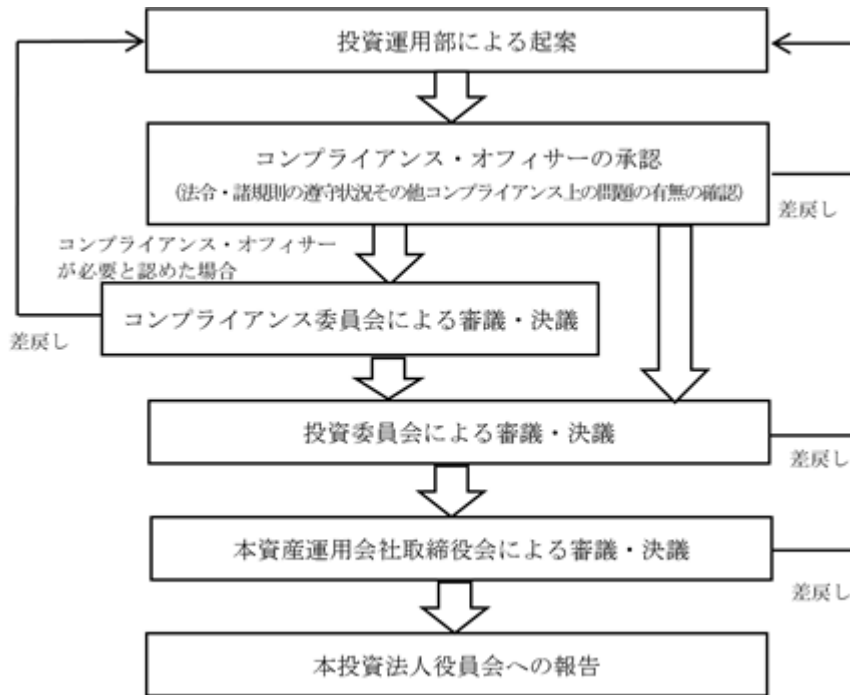 投資運用部による起案
コンプライアンス・オフィサーの承認
(法令・諸規則の遵守状況その他コンプライアンス上の問題の有無の確認)
差戻し
コンプライアンス・オフィサー
が必要と認めた場合
コンプライアンス委員会による審議・決議
差戻し
投資委員会による審議・決議
差戻し
本資産運用会社取締役会による審議・決議
差戻し
本投資法人役員会への報告